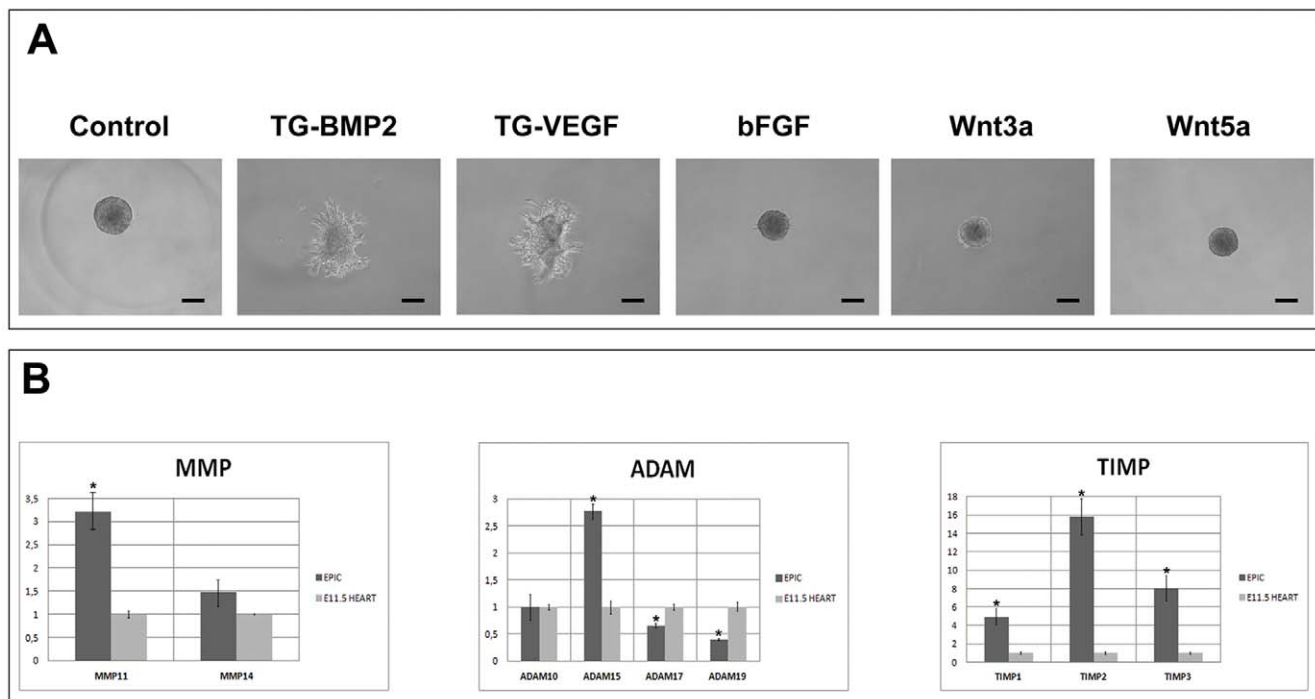 A
Control TG-BMP2 TG-VEGF bFGF Wnt3a Wnt5a
B
MMP
*
3,5
3
2,5
2
1,5
1
0,5
0
MMP11 MMP14
EPIC
E11.5 HEART
ADAM
*
*
*
3
2,5
2
1,5
1
0,5
0
ADAM10 ADAM15 ADAM17 ADAM19
EPIC
E11.5 HEART
TIMP
*
*
*
18
16
14
12
10
8
6
4
2
0
TIMP1 TIMP2 TIMP3
EPIC
E11.5 HEART